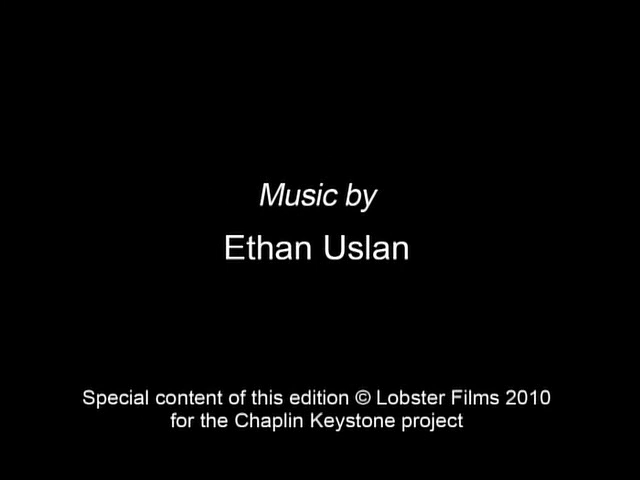 Music by
Ethan Uslan
Special content of this edition © Lobster Films 2010
for the Chaplin Keystone project